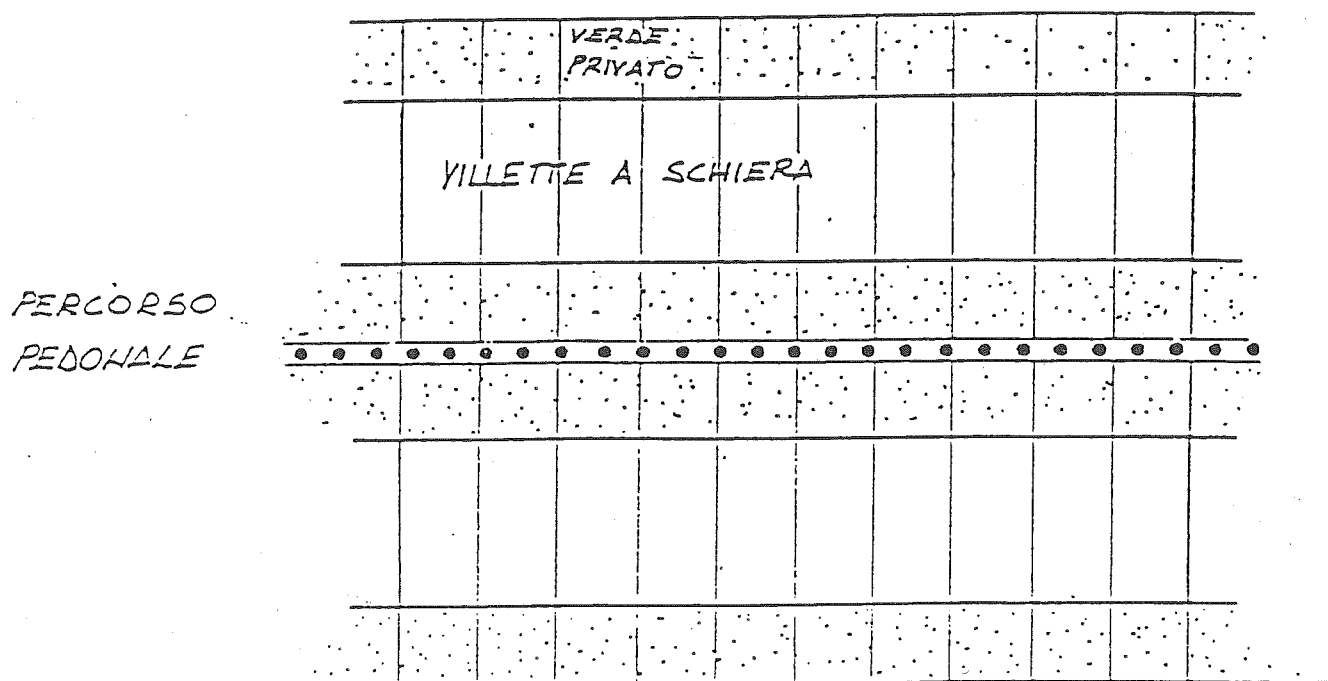 VERDE
PRIVATO
VILLETTE A SCHIERA
PERCORSO
PEDONALE